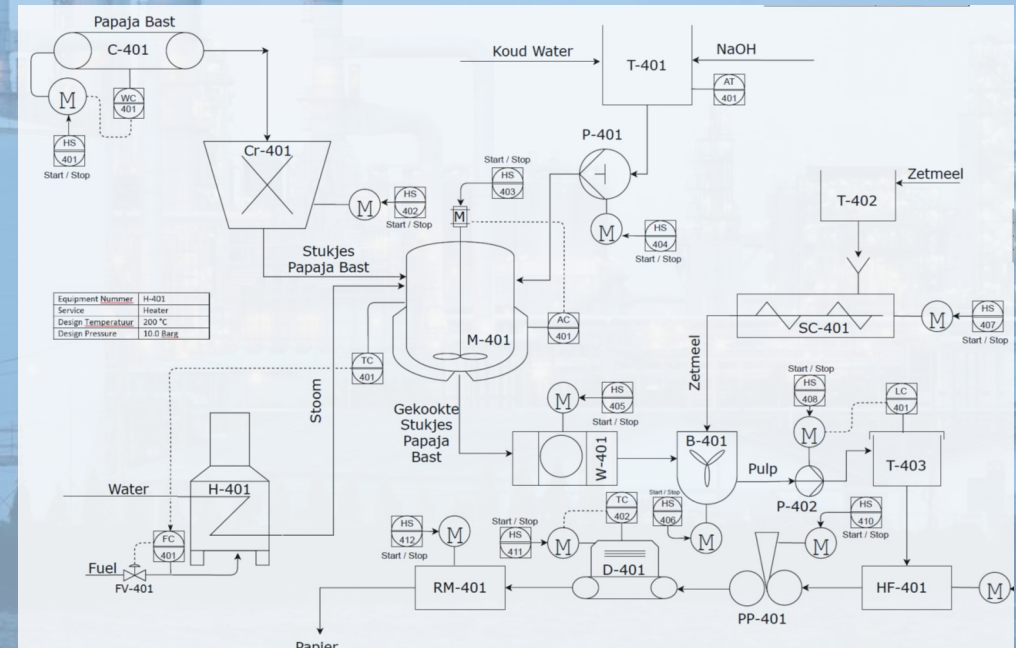 Papaja Bast
C-401
M
WC
401
HS
401
Start / Stop
Cr-401
M
HS
402
Start / Stop
Koud Water
T-401
NaOH
AT
401
P-401
M
HS
404
Start / Stop
Start / Stop
HS
403
M
Stukjes
Papaja Bast
M-401
AC
401
TC
401
Zetmeel
T-402
SC-401
M
HS
407
Start / Stop
Equipment Nummer H-401
Service Heater
Design Temperatuur 200 °C
Design Pressure 10.0 Barg
Stoom
Gekookte
Stukjes
Papaja
Bast
M
HS
405
Start / Stop
W-401
Zetmeel
B-401
Pulp
Start / Stop
HS
408
M
P-402
LC
401
T-403
Water
H-401
FC
401
Fuel
FV-401
HS
412
Start / Stop
M
RM-401
Start / Stop
HS
411
M
TC
402
D-401
Start / Stop
HS
406
M
PP-401
M
HS
410
Start / Stop
HF-401
M
Papier